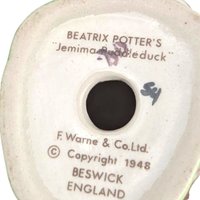 BEATRIX POTTER'S
"Jemima Puddleduck"
F. Warne & Co.Ltd.
© Copyright 1948
BESWICK
ENGLAND